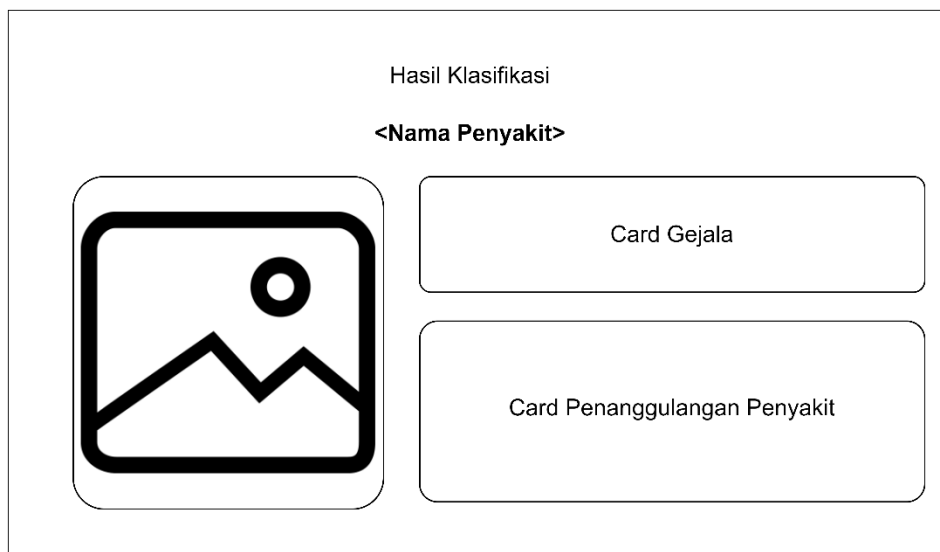 Hasil Klasifikasi
<Nama Penyakit>
Card Gejala
Card Penanggulangan Penyakit